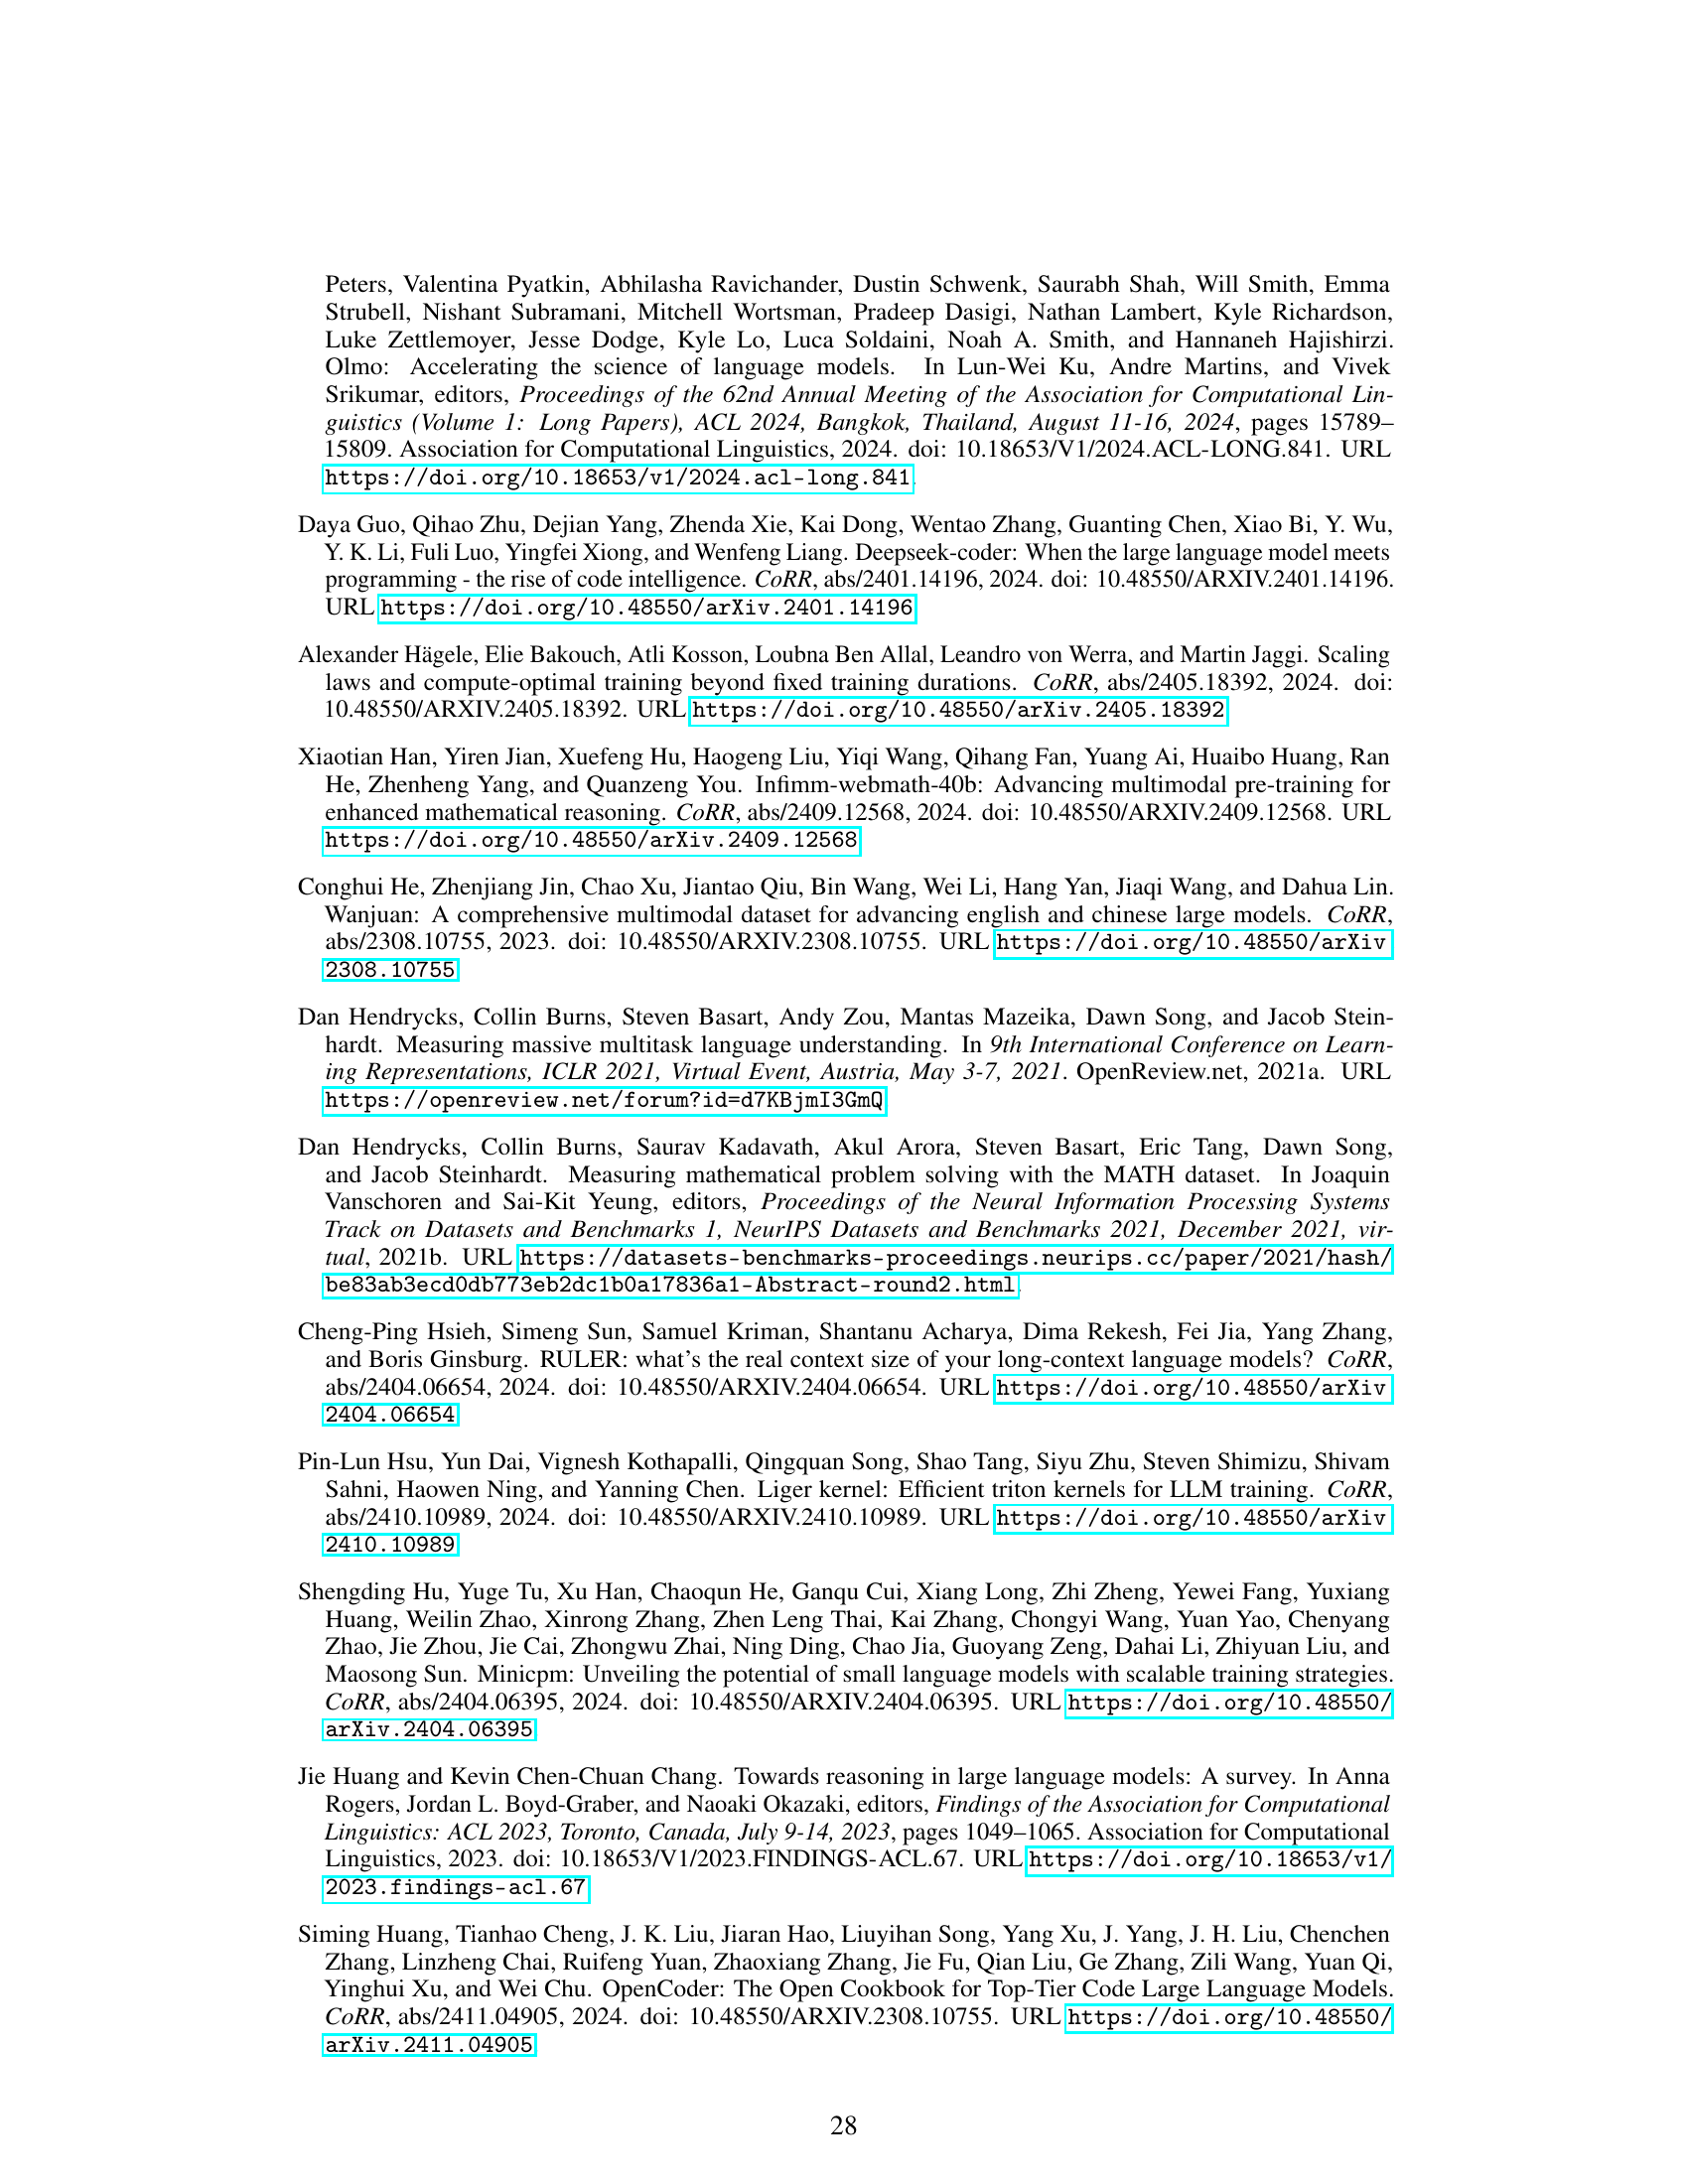 Peters, Valentina Pyatkin, Abhilasha Ravichander, Dustin Schwenk, Saurabh Shah, Will Smith, Emma
Strubell, Nishant Subramani, Mitchell Wortsman, Pradeep Dasigi, Nathan Lambert, Kyle Richardson,
Luke Zettlemoyer, Jesse Dodge, Kyle Lo, Luca Soldaini, Noah A. Smith, and Hannaneh Hajishirzi.
Olmo: Accelerating the science of language models. In Lun-Wei Ku, Andre Martins, and Vivek
Srikumar, editors, Proceedings of the 62nd Annual Meeting of the Association for Computational Lin-
guistics (Volume 1: Long Papers), ACL 2024, Bangkok, Thailand, August 11-16, 2024, pages 15789–
15809. Association for Computational Linguistics, 2024. doi: 10.18653/V1/2024.ACL-LONG.841. URL
https://doi.org/10.18653/v1/2024.acl-long.841.
Daya Guo, Qihao Zhu, Dejian Yang, Zhenda Xie, Kai Dong, Wentao Zhang, Guanting Chen, Xiao Bi, Y. Wu,
Y. K. Li, Fuli Luo, Yingfei Xiong, and Wenfeng Liang. Deepseek-coder: When the large language model meets
programming - the rise of code intelligence. CoRR, abs/2401.14196, 2024. doi: 10.48550/ARXIV.2401.14196.
URL https://doi.org/10.48550/arXiv.2401.14196
Alexander Hägele, Elie Bakouch, Atli Kosson, Loubna Ben Allal, Leandro von Werra, and Martin Jaggi. Scaling
laws and compute-optimal training beyond fixed training durations. CoRR, abs/2405.18392, 2024. doi:
10.48550/ARXIV.2405.18392. URL https://doi.org/10.48550/arXiv.2405.18392
Xiaotian Han, Yiren Jian, Xuefeng Hu, Haogeng Liu, Yiqi Wang, Qihang Fan, Yuang Ai, Huaibo Huang, Ran
He, Zhenheng Yang, and Quanzeng You. Infimm-webmath-40b: Advancing multimodal pre-training for
enhanced mathematical reasoning. CoRR, abs/2409.12568, 2024. doi: 10.48550/ARXIV.2409.12568. URL
https://doi.org/10.48550/arXiv.2409.12568
Conghui He, Zhenjiang Jin, Chao Xu, Jiantao Qiu, Bin Wang, Wei Li, Hang Yan, Jiaqi Wang, and Dahua Lin.
Wanjuan: A comprehensive multimodal dataset for advancing english and chinese large models. CoRR,
abs/2308.10755, 2023. doi: 10.48550/ARXIV.2308.10755. URL https://doi.org/10.48550/arXiv
2308.10755
Dan Hendrycks, Collin Burns, Steven Basart, Andy Zou, Mantas Mazeika, Dawn Song, and Jacob Stein-
hardt. Measuring massive multitask language understanding. In 9th International Conference on Learn-
ing Representations, ICLR 2021, Virtual Event, Austria, May 3-7, 2021. OpenReview.net, 2021a. URL
https://openreview.net/forum?id=d7KBjmI3GmQ
Dan Hendrycks, Collin Burns, Saurav Kadavath, Akul Arora, Steven Basart, Eric Tang, Dawn Song,
and Jacob Steinhardt. Measuring mathematical problem solving with the MATH dataset. In Joaquin
Vanschoren and Sai-Kit Yeung, editors, Proceedings of the Neural Information Processing Systems
Track on Datasets and Benchmarks 1, NeurIPS Datasets and Benchmarks 2021, December 2021, vir-
tual, 2021b. URL https://datasets-benchmarks-proceedings.neurips.cc/paper/2021/hash/
be83ab3ecd0db773eb2dc1b0a17836a1-Abstract-round2.html.
Cheng-Ping Hsieh, Simeng Sun, Samuel Kriman, Shantanu Acharya, Dima Rekesh, Fei Jia, Yang Zhang,
and Boris Ginsburg. RULER: what's the real context size of your long-context language models? CoRR,
abs/2404.06654, 2024. doi: 10.48550/ARXIV.2404.06654. URL https://doi.org/10.48550/arXiv
2404.06654
Pin-Lun Hsu, Yun Dai, Vignesh Kothapalli, Qingquan Song, Shao Tang, Siyu Zhu, Steven Shimizu, Shivam
Sahni, Haowen Ning, and Yanning Chen. Liger kernel: Efficient triton kernels for LLM training. CoRR,
abs/2410.10989, 2024. doi: 10.48550/ARXIV.2410.10989. URL https://doi.org/10.48550/arXiv
2410.10989
Shengding Hu, Yuge Tu, Xu Han, Chaoqun He, Ganqu Cui, Xiang Long, Zhi Zheng, Yewei Fang, Yuxiang
Huang, Weilin Zhao, Xinrong Zhang, Zhen Leng Thai, Kai Zhang, Chongyi Wang, Yuan Yao, Chenyang
Zhao, Jie Zhou, Jie Cai, Zhongwu Zhai, Ning Ding, Chao Jia, Guoyang Zeng, Dahai Li, Zhiyuan Liu, and
Maosong Sun. Minicpm: Unveiling the potential of small language models with scalable training strategies.
CoRR, abs/2404.06395, 2024. doi: 10.48550/ARXIV.2404.06395. URL https://doi.org/10.48550/
arXiv.2404.06395
Jie Huang and Kevin Chen-Chuan Chang. Towards reasoning in large language models: A survey. In Anna
Rogers, Jordan L. Boyd-Graber, and Naoaki Okazaki, editors, Findings of the Association for Computational
Linguistics: ACL 2023, Toronto, Canada, July 9-14, 2023, pages 1049–1065. Association for Computational
Linguistics, 2023. doi: 10.18653/V1/2023.FINDINGS-ACL.67. URL https://doi.org/10.18653/v1/
2023.findings-acl.67
Siming Huang, Tianhao Cheng, J. K. Liu, Jiaran Hao, Liuyihan Song, Yang Xu, J. Yang, J. H. Liu, Chenchen
Zhang, Linzheng Chai, Ruifeng Yuan, Zhaoxiang Zhang, Jie Fu, Qian Liu, Ge Zhang, Zili Wang, Yuan Qi,
Yinghui Xu, and Wei Chu. OpenCoder: The Open Cookbook for Top-Tier Code Large Language Models.
CoRR, abs/2411.04905, 2024. doi: 10.48550/ARXIV.2308.10755. URL https://doi.org/10.48550/
arXiv.2411.04905
28